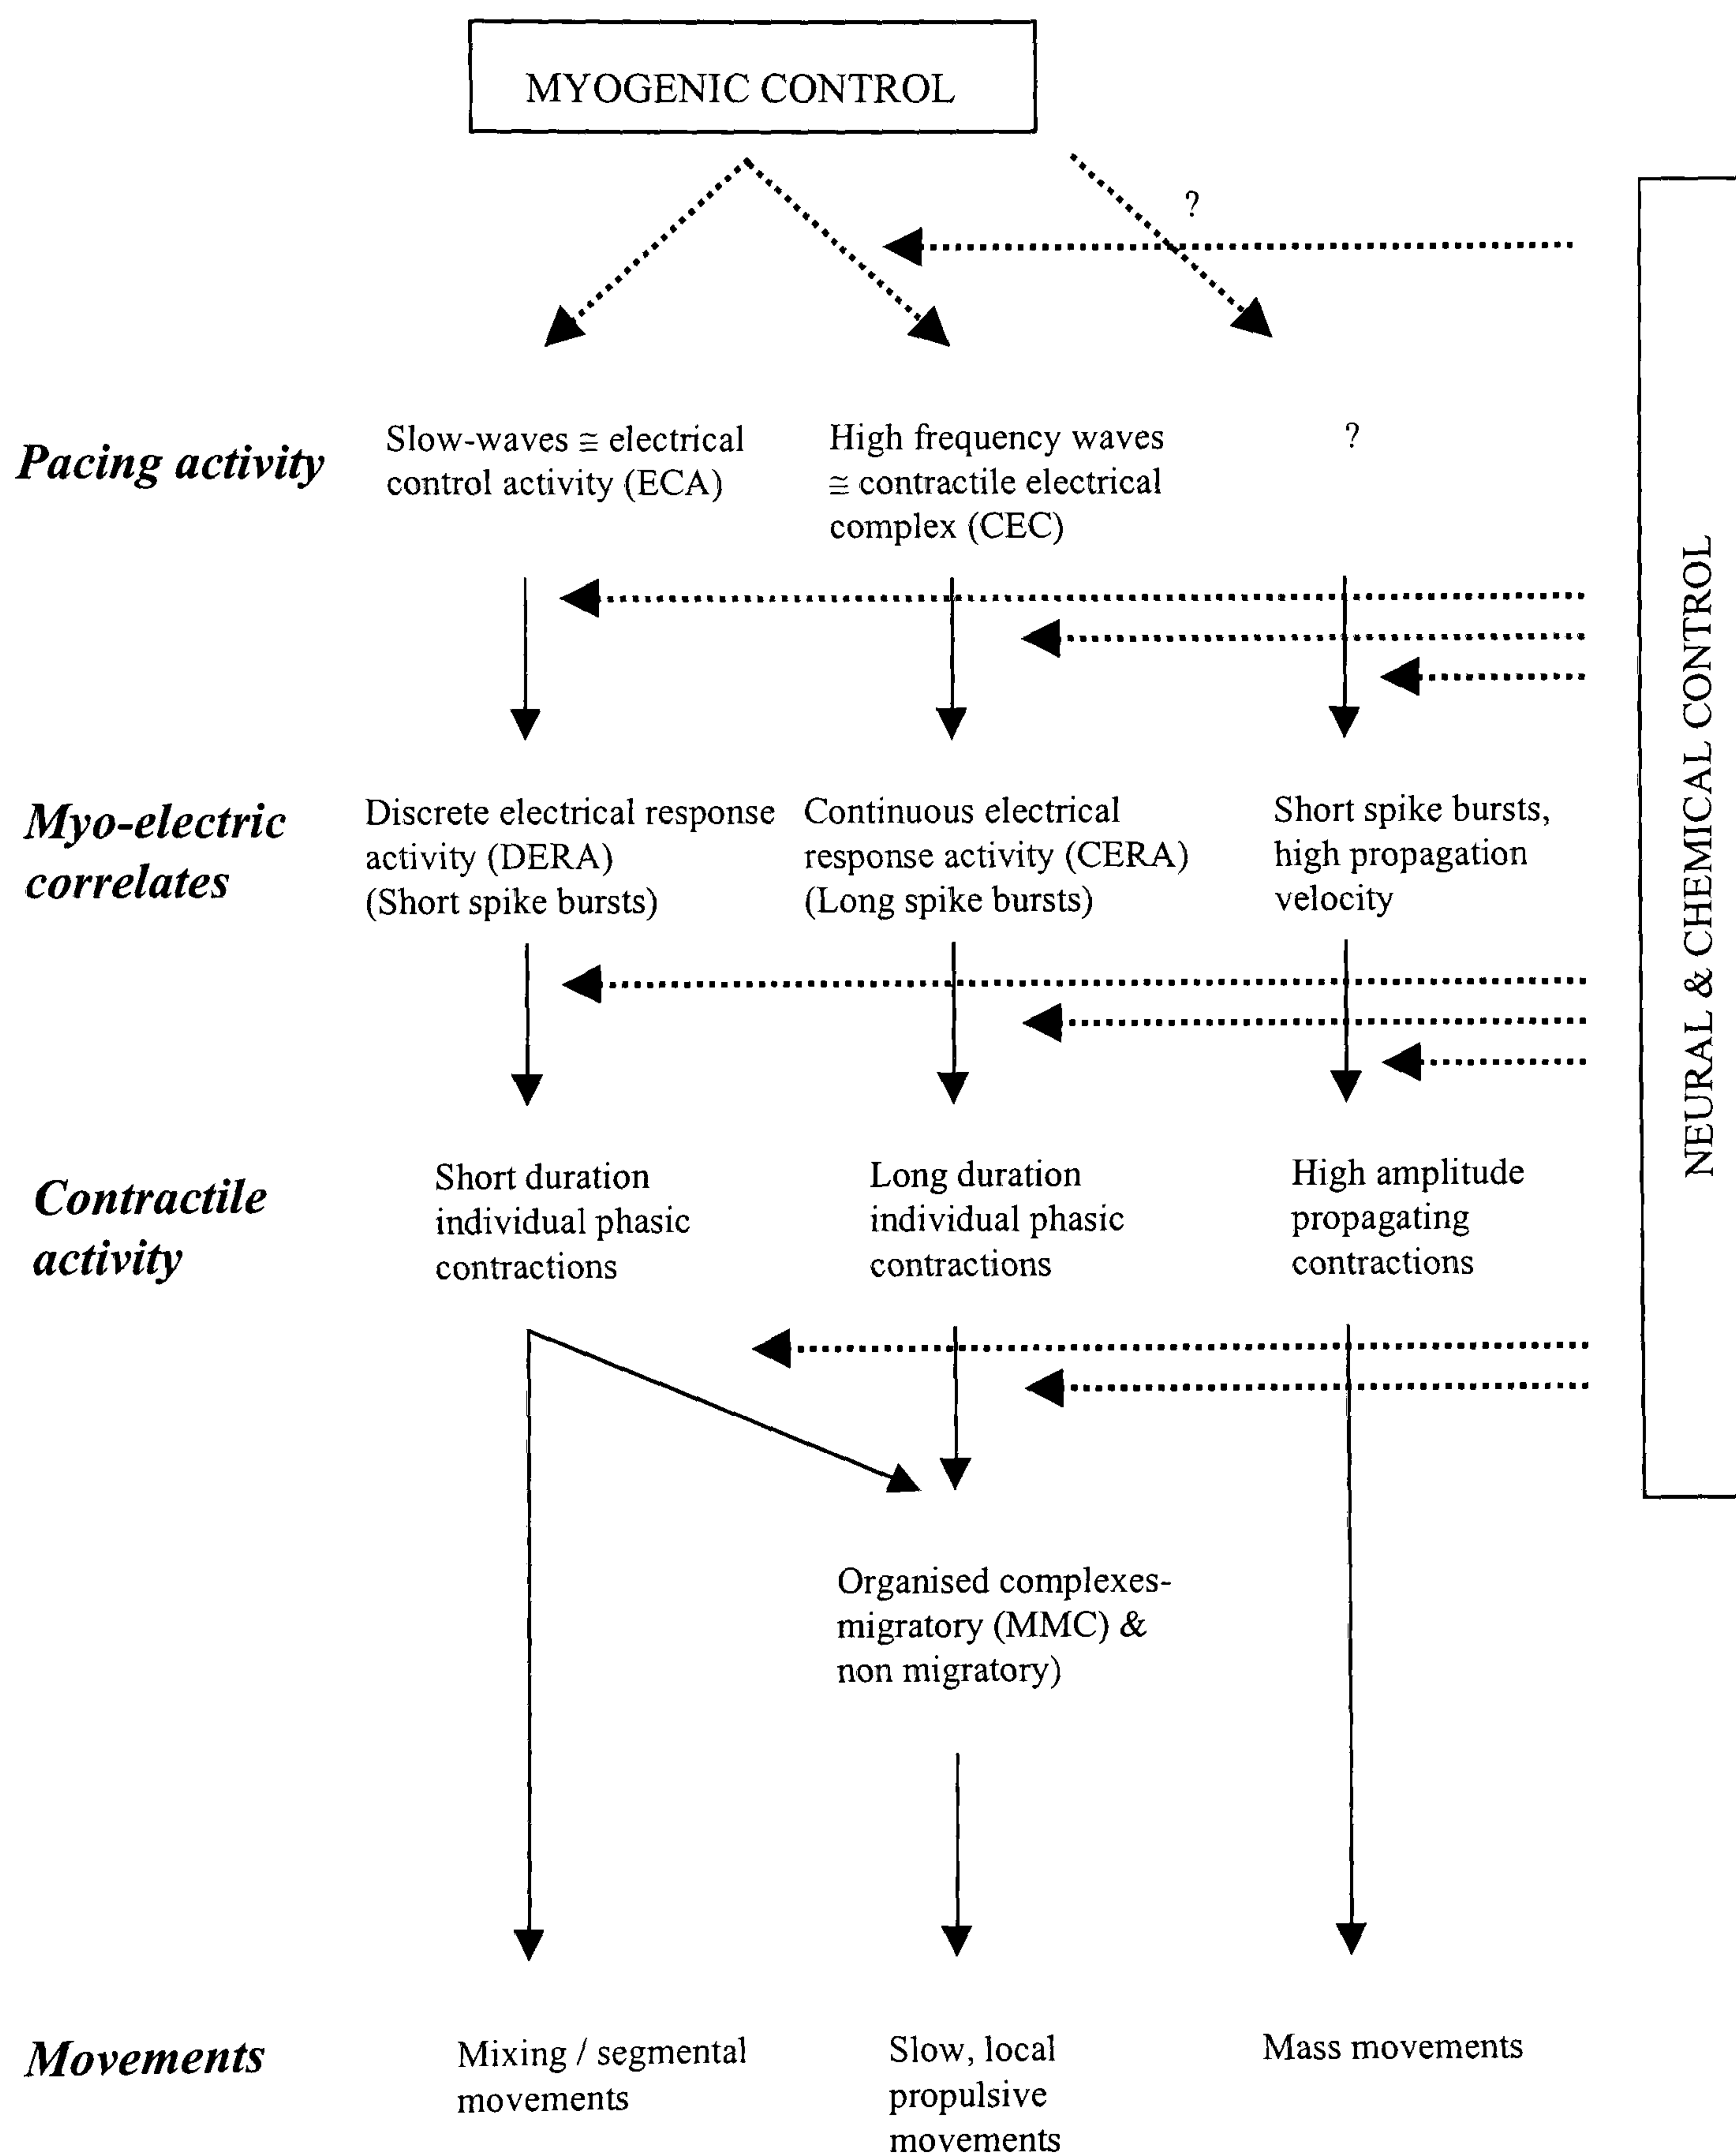 MYOGENIC CONTROL
?
Pacing activity
Slow-waves ≅ electrical
control activity (ECA)
High frequency waves
≅ contractile electrical
complex (CEC)
?
Myo-electric
correlates
Discrete electrical response
activity (DERA)
(Short spike bursts)
Continuous electrical
response activity (CERA)
(Long spike bursts)
Short spike bursts,
high propagation
velocity
Contractile
activity
Short duration
individual phasic
contractions
Long duration
individual phasic
contractions
High amplitude
propagating
contractions
Organised complexes-
migratory (MMC) &
non migratory)
Movements
Mixing / segmental
movements
Slow, local
propulsive
movements
Mass movements
NEURAL & CHEMICAL CONTROL